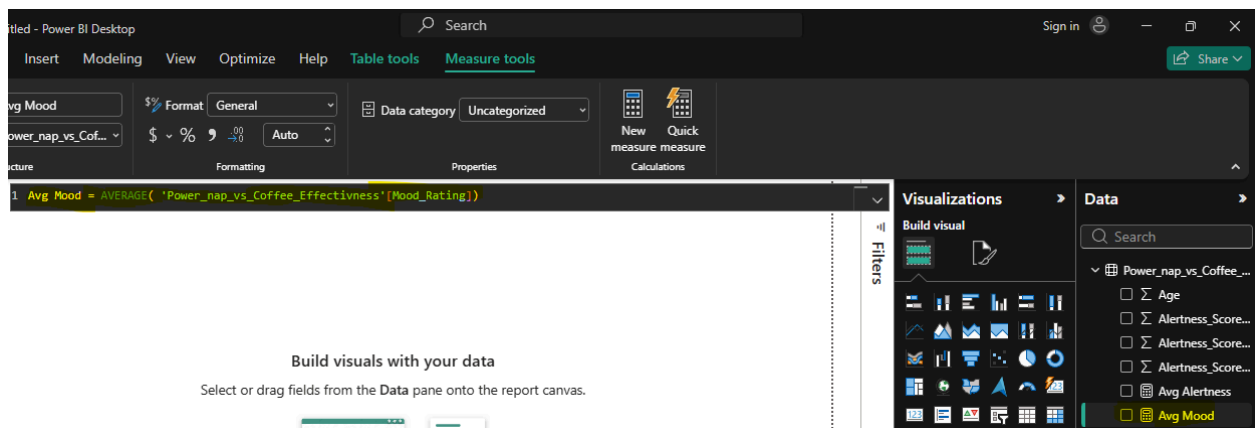 itled - Power BI Desktop
Search
Sign in
Insert Modeling View Optimize Help Table tools Measure tools
Share
vg Mood
$% Format General
Data category Uncategorized
ower_nap_vs_Cof...
$ % 9 .00 →0 Auto
New measure
Quick measure
ucture
Formatting
Properties
Calculations
1 Avg Mood = AVERAGE( 'Power_nap_vs_Coffee_Effectivness'[Mood_Rating])
Visualizations
Data
Build visual
Search
Filters
Power_nap_vs_Coffee_...
Age
Alertness_Score...
Alertness_Score...
Alertness_Score...
Avg Alertness
Avg Mood
Build visuals with your data
Select or drag fields from the Data pane onto the report canvas.
123